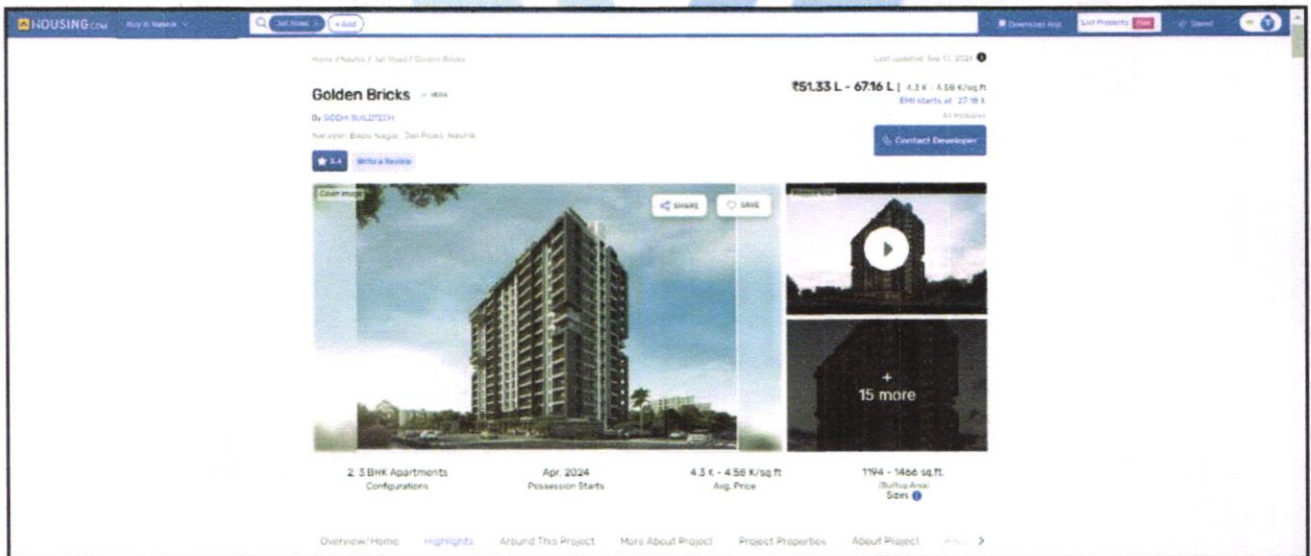 HOUSING.COM Buy in Nashik Jail Road + Add Download App List Property Free Saved
Home / Nashik / Jail Road / Golden Bricks
Last updated: Sep 12, 2024
Golden Bricks RERA
₹51.33 L - 67.16 L | 4.3 K - 4.58 K/sq.ft
EMI starts at 27.18 K
By SIDDHI BUILDTECH
All Inclusive
Narayan Bapu Nagar, Jail Road, Nashik
Contact Developer
3.4 Write a Review
Cover Image
SHARE SAVE
+
15 more
2, 3 BHK Apartments
Configurations
Apr, 2024
Possession Starts
4.3 K - 4.58 K/sq.ft
Avg. Price
1194 - 1466 sq.ft.
(Builtup Area)
Sizes
Overview/Home Highlights Around This Project More About Project Project Properties About Project